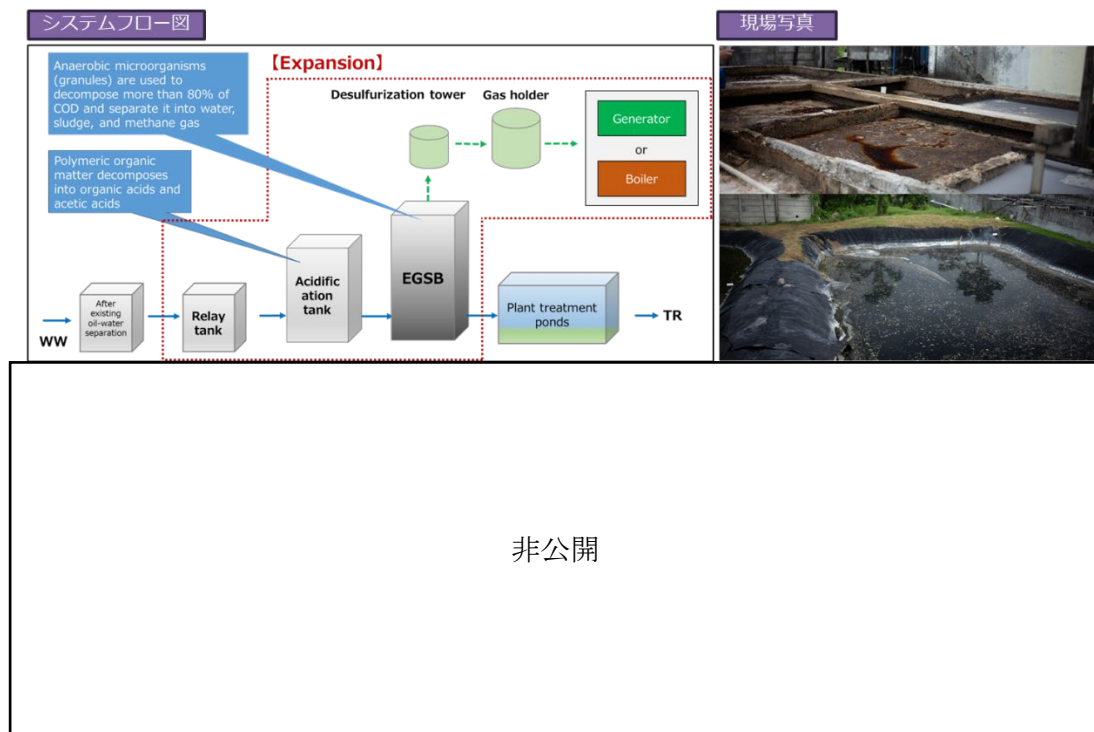 システムフロー図
現場写真
Anaerobic microorganisms
(granules) are used to
decompose more than 80% of
COD and separate it into water,
sludge, and methane gas
【Expansion】
Desulfurization tower
Gas holder
Generator
or
Boiler
Polymeric organic
matter decomposes
into organic acids and
acetic acids
WW
After
existing
oil-water
separation
Relay
tank
Acidific
ation
tank
EGSB
Plant treatment
ponds
TR
非公開